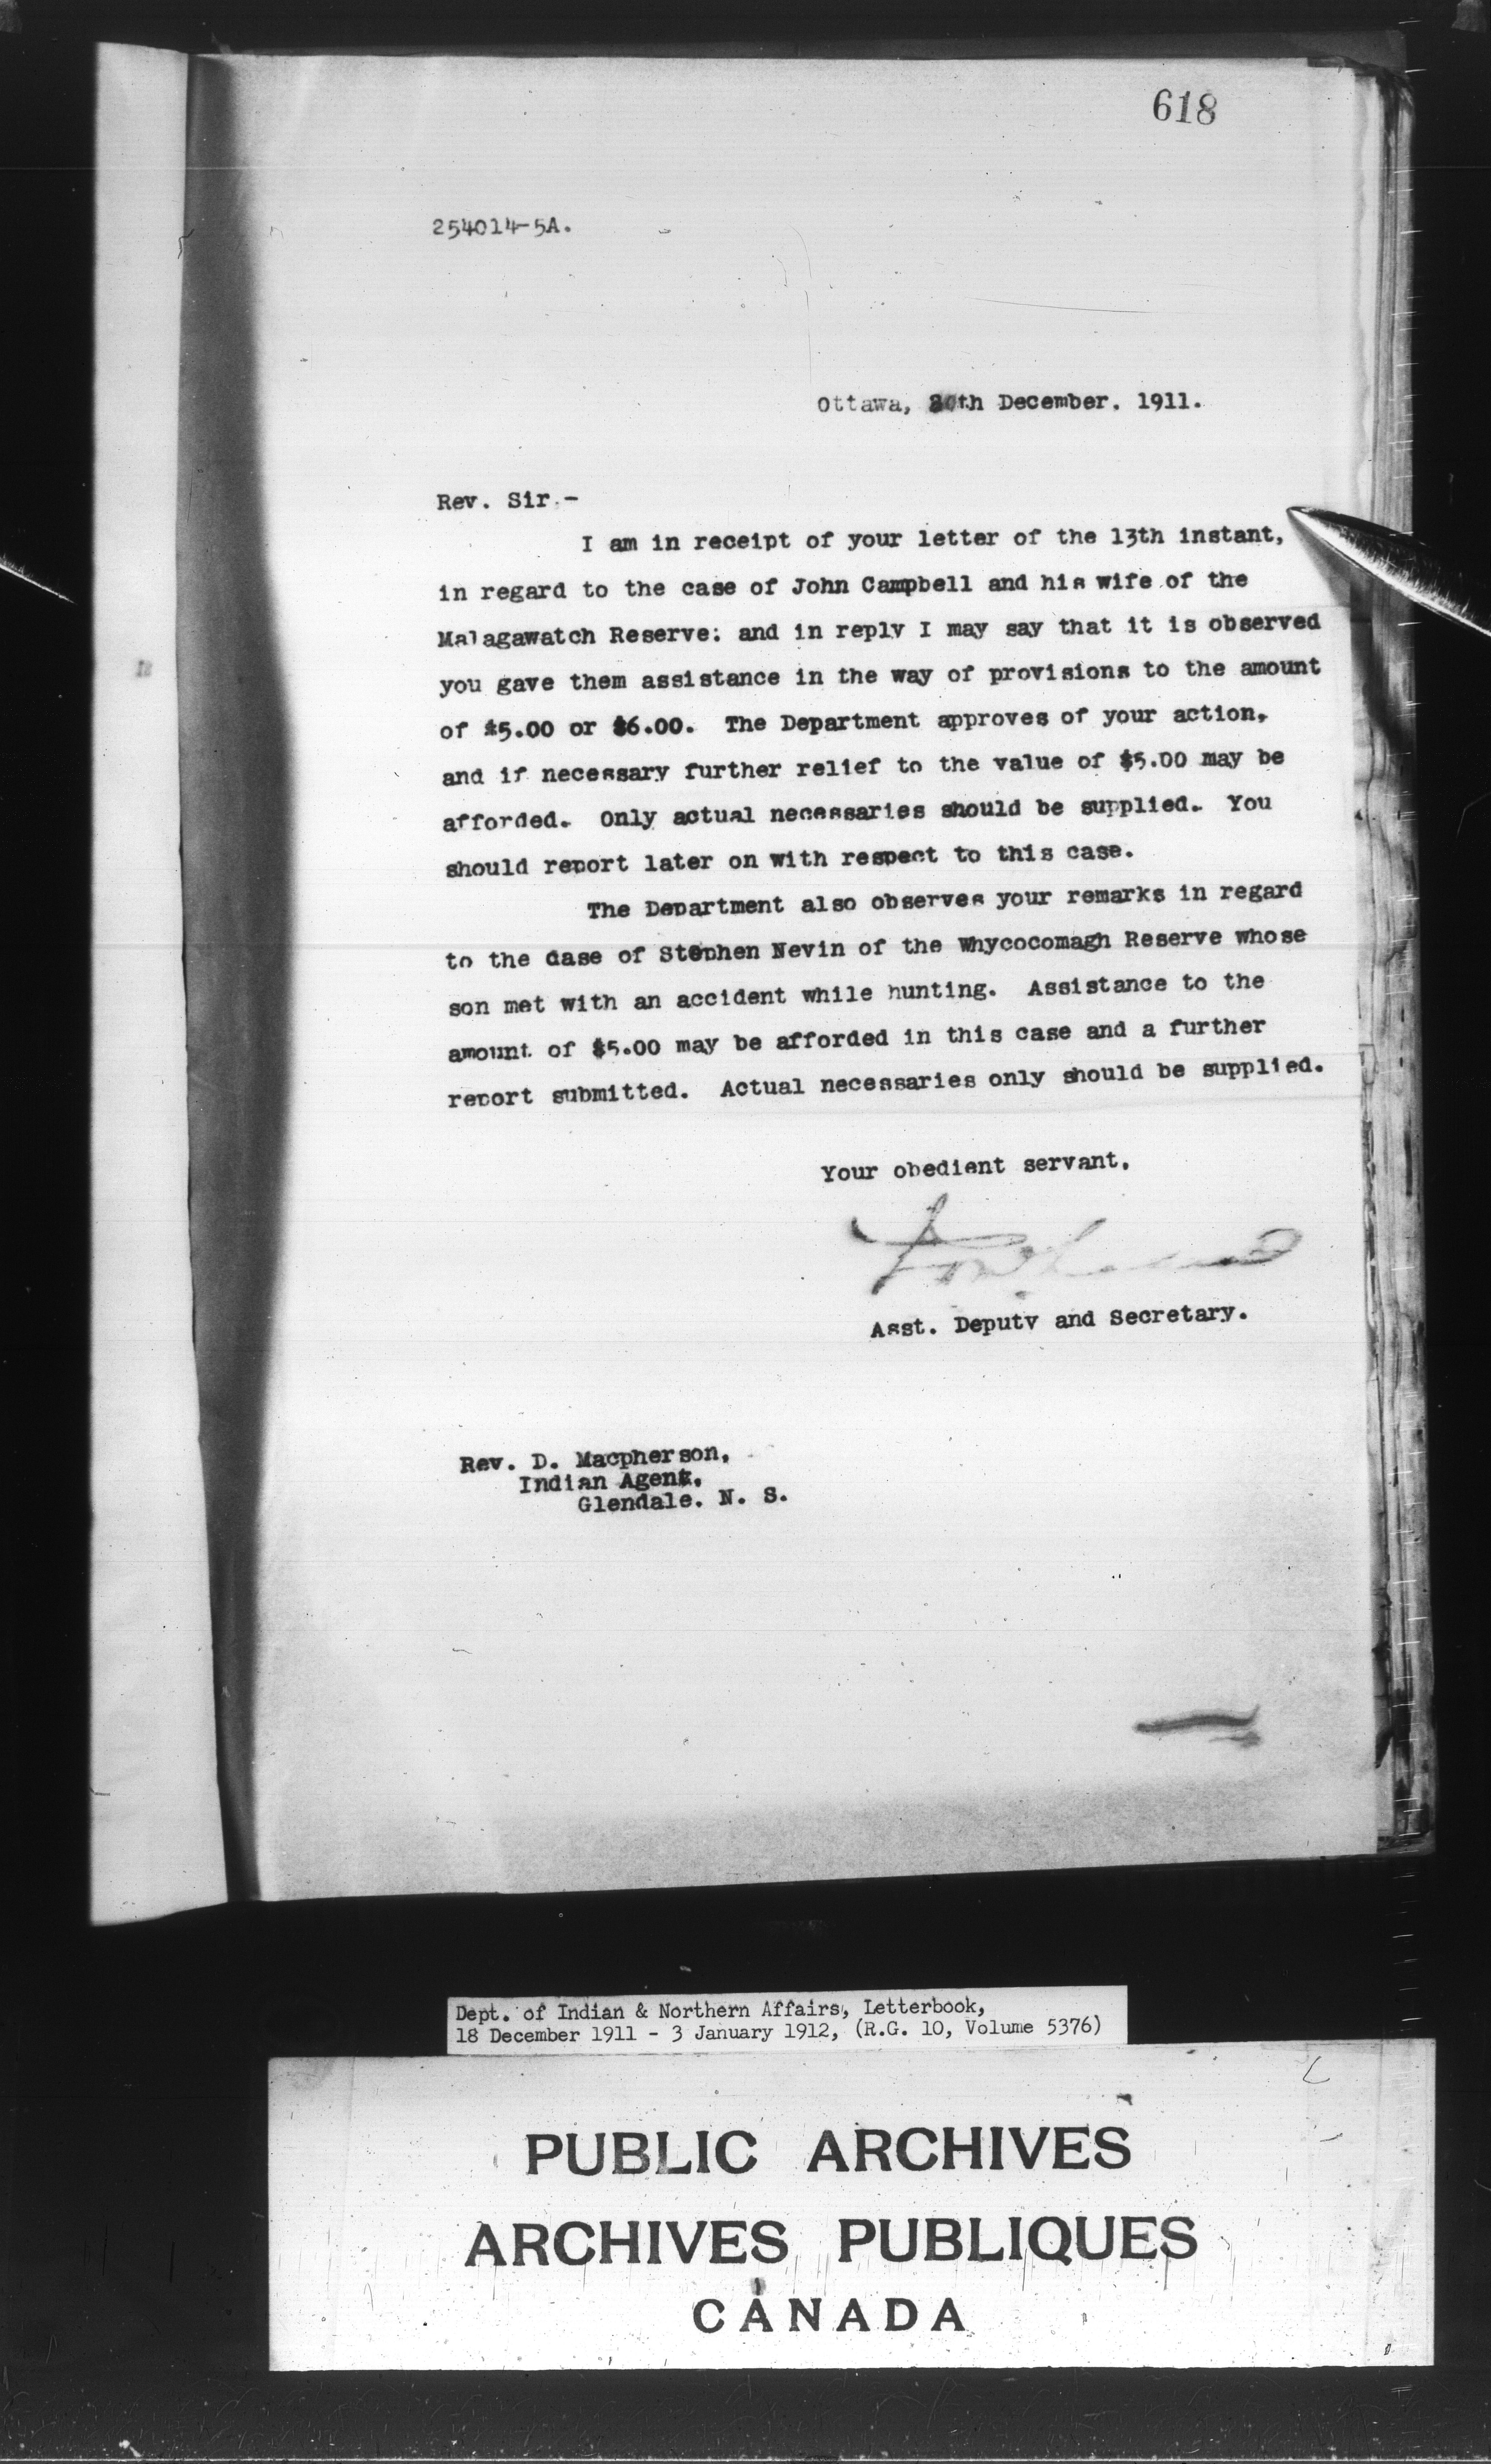 618
254014-5A.
Ottawa, 20th December. 1911.
Rev. Sir.-
I am in receipt of your letter of the 13th instant,
in regard to the case of John Campbell and his wife of the
Malagawatch Reserve; and in reply I may say that it is observed
you gave them assistance in the way of provisions to the amount
of $5.00 or $6.00. The Department approves of your action,
and if necessary further relief to the value of $5.00 may be
afforded. Only actual necessaries should be supplied. You
should report later on with respect to this case.
The Department also observes your remarks in regard
to the case of Stephen Nevin of the Whycocomagh Reserve whose
son met with an accident while hunting. Assistance to the
amount of $5.00 may be afforded in this case and a further
report submitted. Actual necessaries only should be supplied.
Your obedient servant,
Asst. Deputy and Secretary.
Rev. D. Macpherson,
Indian Agent,
Glendale. N. S.
Dept. of Indian & Northern Affairs, Letterbook,
18 December 1911 - 3 January 1912, (R.G. 10, Volume 5376)
PUBLIC ARCHIVES
ARCHIVES PUBLIQUES
CANADA